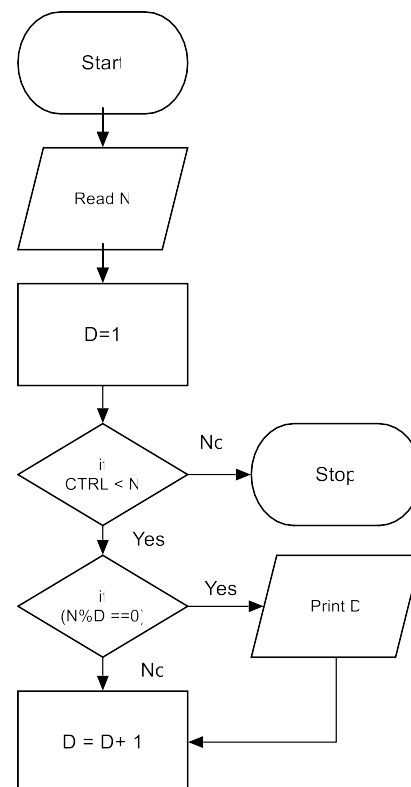 Start
Read N
D=1
if
CTRL < N
No
Stop
Yes
if
(N%D ==0)
Yes
Print D
No
D = D+ 1